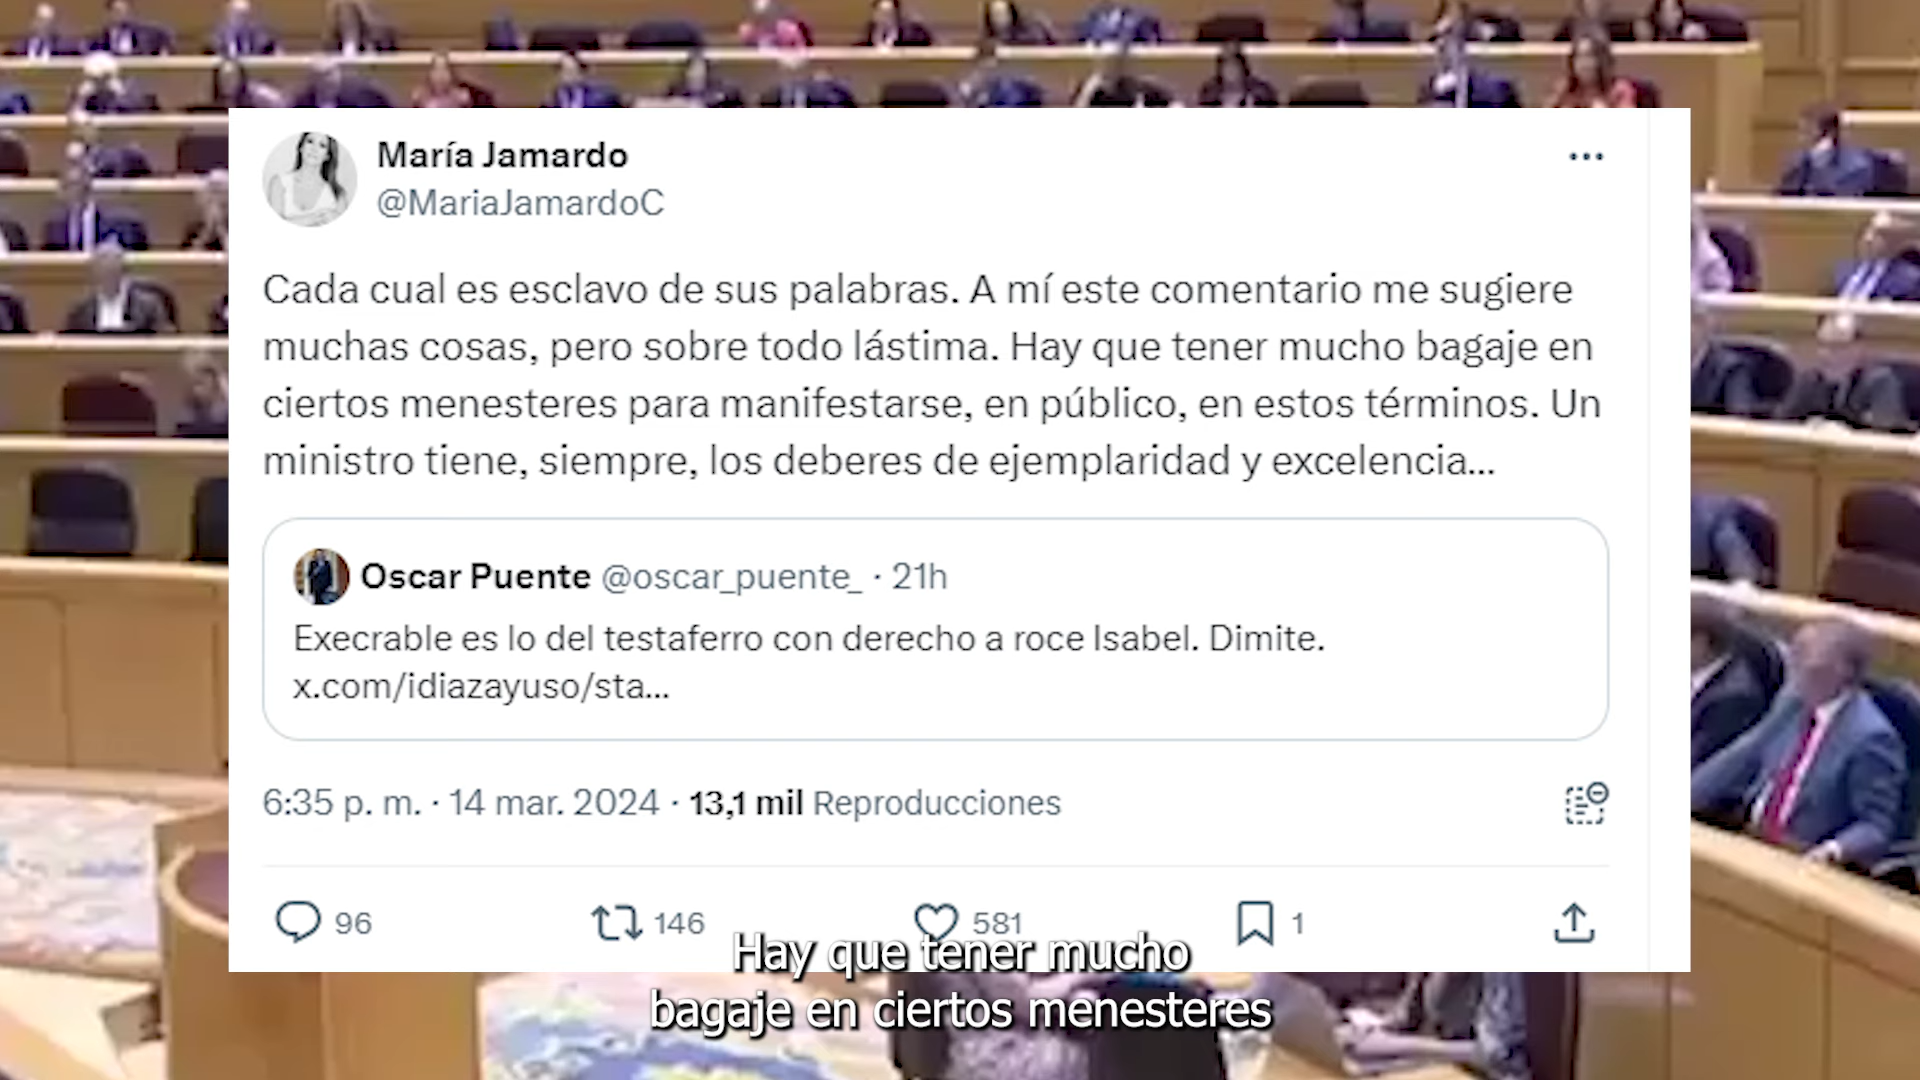 María Jamardo
@MariaJamardoC
Cada cual es esclavo de sus palabras. A mí este comentario me sugiere
muchas cosas, pero sobre todo lástima. Hay que tener mucho bagaje en
ciertos menesteres para manifestarse, en público, en estos términos. Un
ministro tiene, siempre, los deberes de ejemplaridad y excelencia...
Oscar Puente @oscar_puente_ · 21h
Execrable es lo del testaferro con derecho a roce Isabel. Dimite.
x.com/idiazayuso/sta...
6:35 p. m. · 14 mar. 2024 · 13,1 mil Reproducciones
96 146 581 1
Hay que tener mucho
bagaje en ciertos menesteres